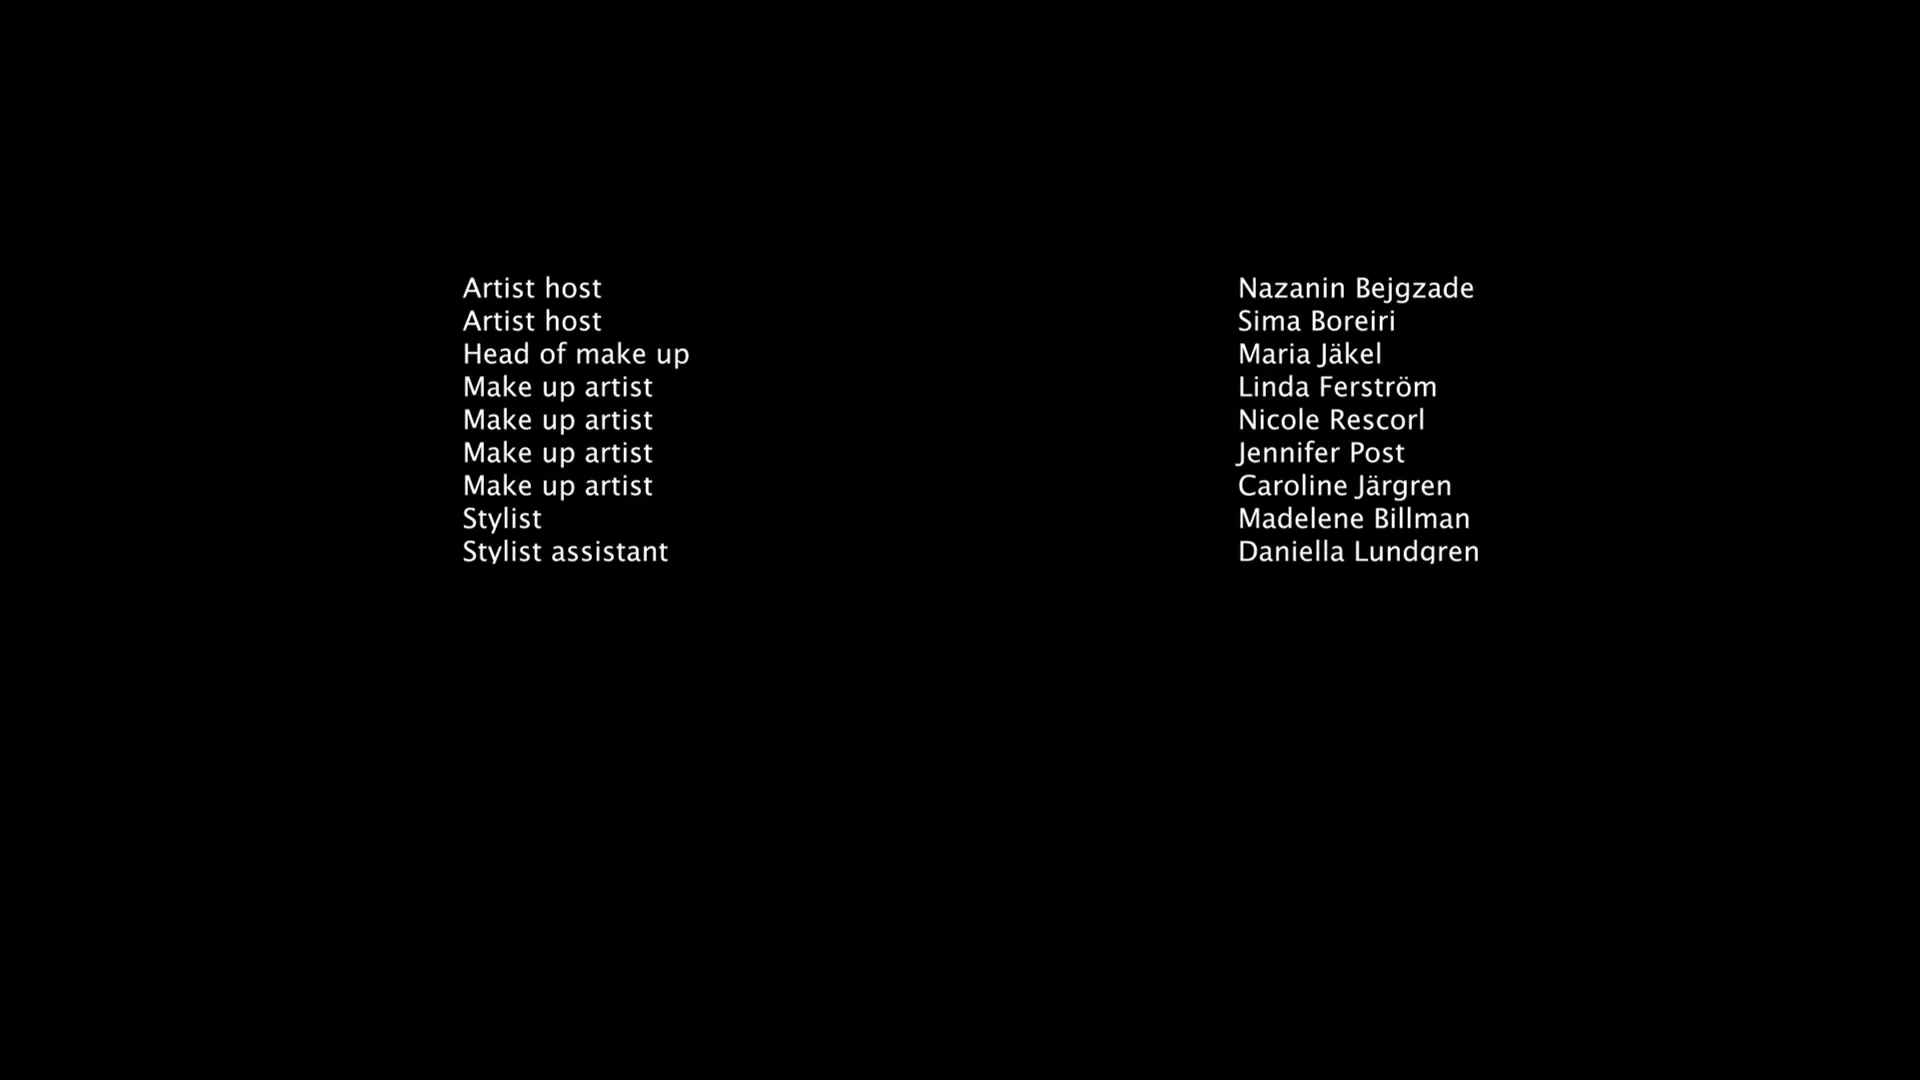 Artist host Nazanin Bejgzade
Artist host Sima Boreiri
Head of make up Maria Jäkel
Make up artist Linda Ferström
Make up artist Nicole Rescorl
Make up artist Jennifer Post
Make up artist Caroline Järgren
Stylist Madelene Billman
Stylist assistant Daniella Lundgren